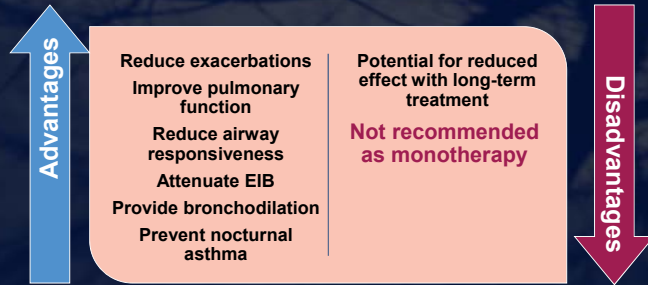 Advantages
Reduce exacerbations
Improve pulmonary
function
Reduce airway
responsiveness
Attenuate EIB
Provide bronchodilation
Prevent nocturnal
asthma
Potential for reduced
effect with long-term
treatment
Not recommended
as monotherapy
Disadvantages